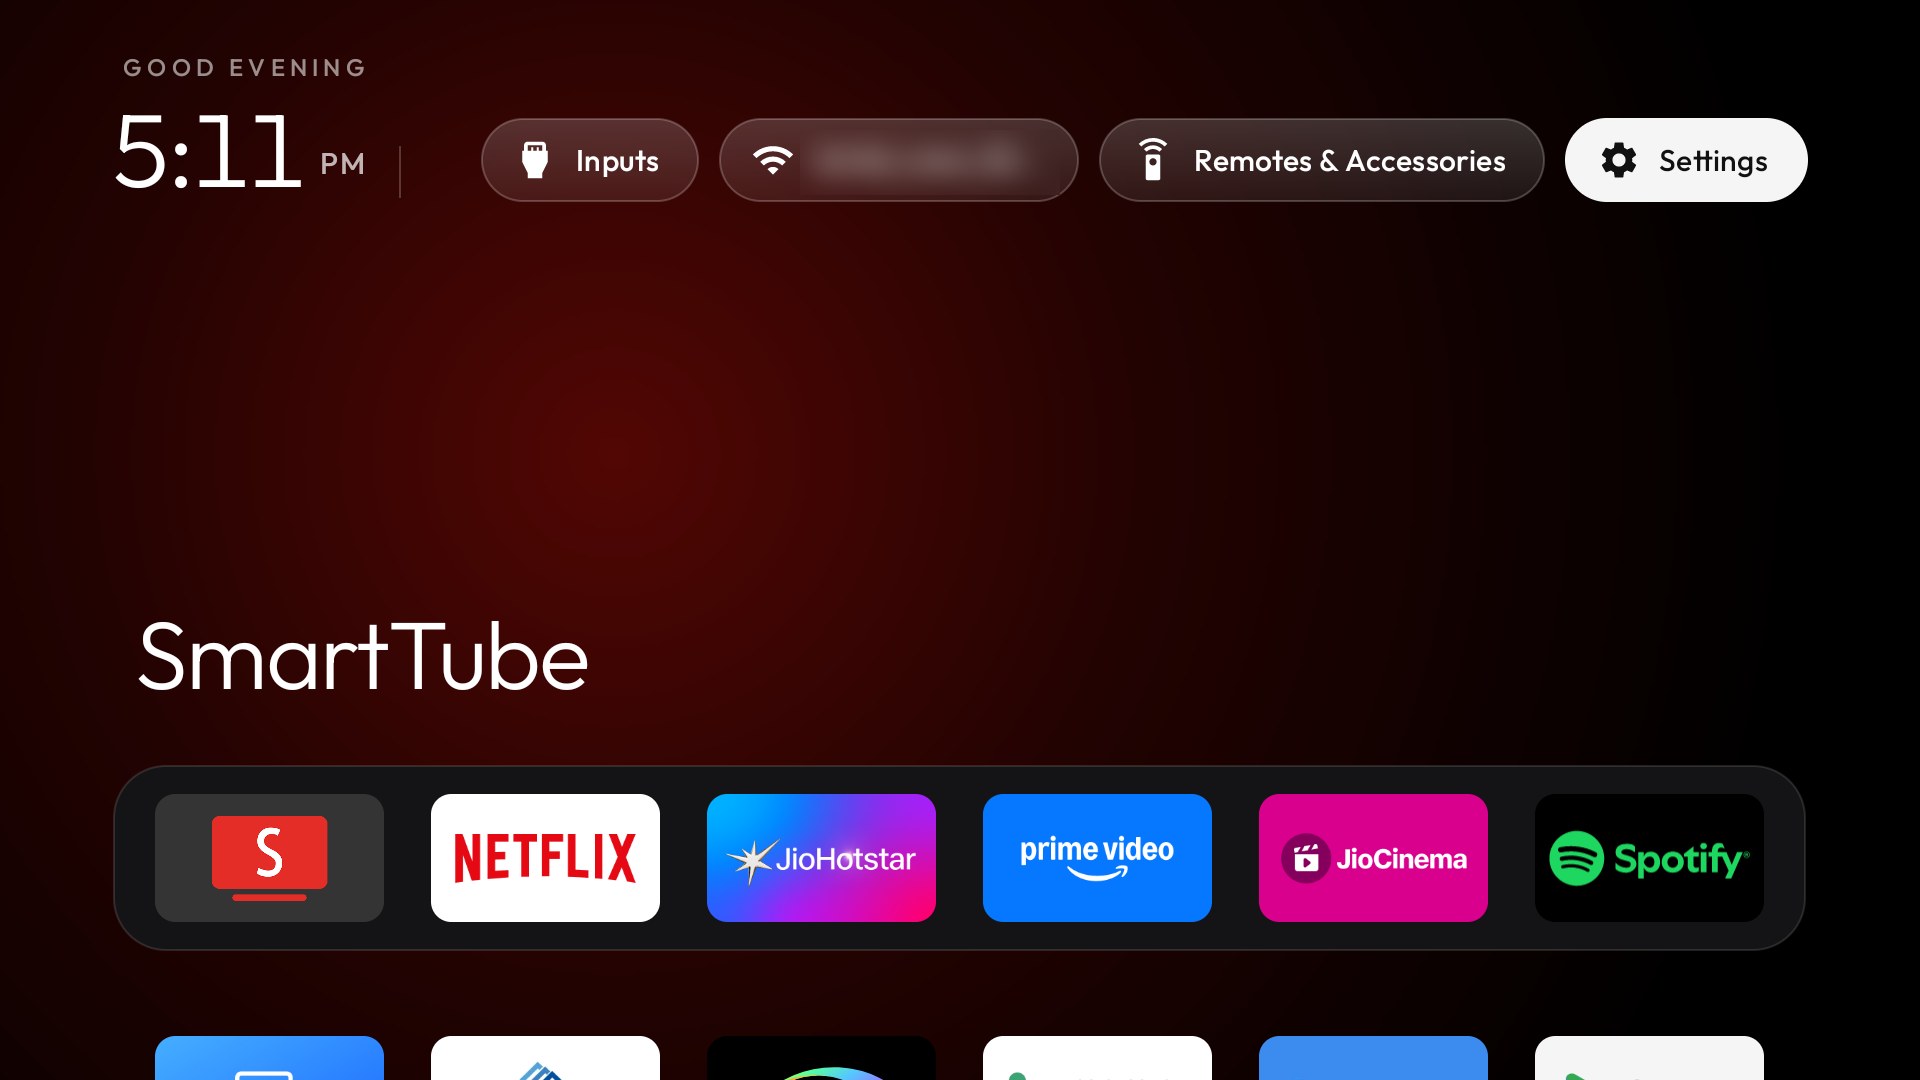 GOOD EVENING
5:11 PM
Inputs
Remotes & Accessories
Settings
SmartTube
S
NETFLIX
JioHotstar
prime video
JioCinema
Spotify